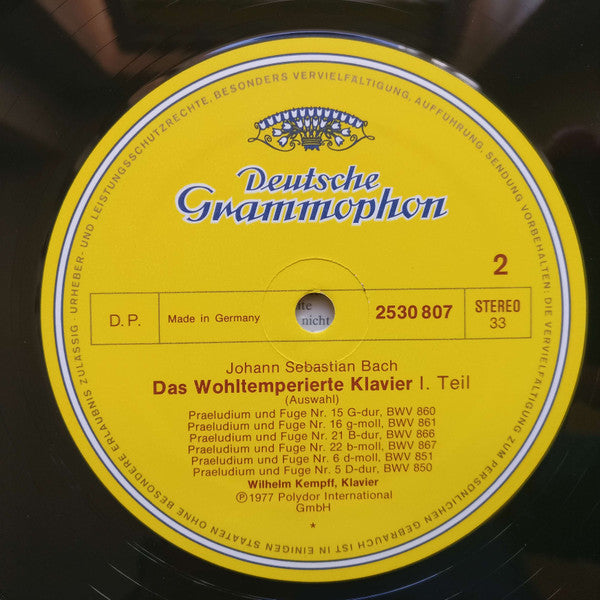 Deutsche
Grammophon
2
D.P.
Made in Germany
te
nicht
2530 807
STEREO
33
Johann Sebastian Bach
Das Wohltemperierte Klavier I. Teil
(Auswahl)
Praeludium und Fuge Nr. 15 G-dur, BWV 860
Praeludium und Fuge Nr. 16 g-moll, BWV 861
Praeludium und Fuge Nr. 21 B-dur, BWV 866
Praeludium und Fuge Nr. 22 b-moll, BWV 867
Praeludium und Fuge Nr. 6 d-moll, BWV 851
Praeludium und Fuge Nr. 5 D-dur, BWV 850
Wilhelm Kempff, Klavier
Ⓟ1977 Polydor International
GmbH
*
URHEBER- UND LEISTUNGSSCHUTZRECHTE, BESONDERS VERVIELFÄLTIGUNG, AUFFÜHRUNG, SENDUNG VORBEHALTEN: DIE VERVIELFÄLTIGUNG ZUM PERSÖNLICHEN GEBRAUCH IST IN EINIGEN STAATEN OHNE BESONDERE ERLAUBNIS ZULÄSSIG ·